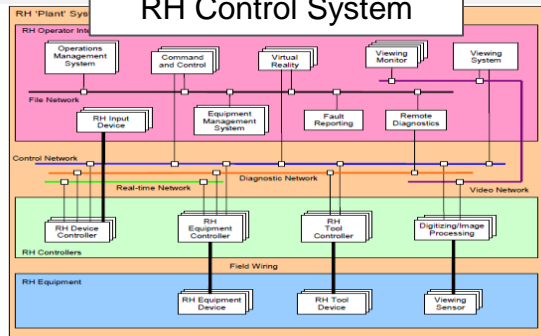 RH Control System
RH 'Plant' Sys
RH Operator Inte
Operations
Management
System
Command
and Control
Virtual
Reality
Viewing
Monitor
Viewing
System
File Network
RH Input
Device
Equipment
Management
System
Fault
Reporting
Remote
Diagnostics
Control Network
Diagnostic Network
Real-time Network
Video Network
RH Device
Controller
RH
Equipment
Controller
RH
Tool
Controller
Digitizing/Image
Processing
RH Controllers
Field Wiring
RH Equipment
RH Equipment
Device
RH Tool
Device
Viewing
Sensor